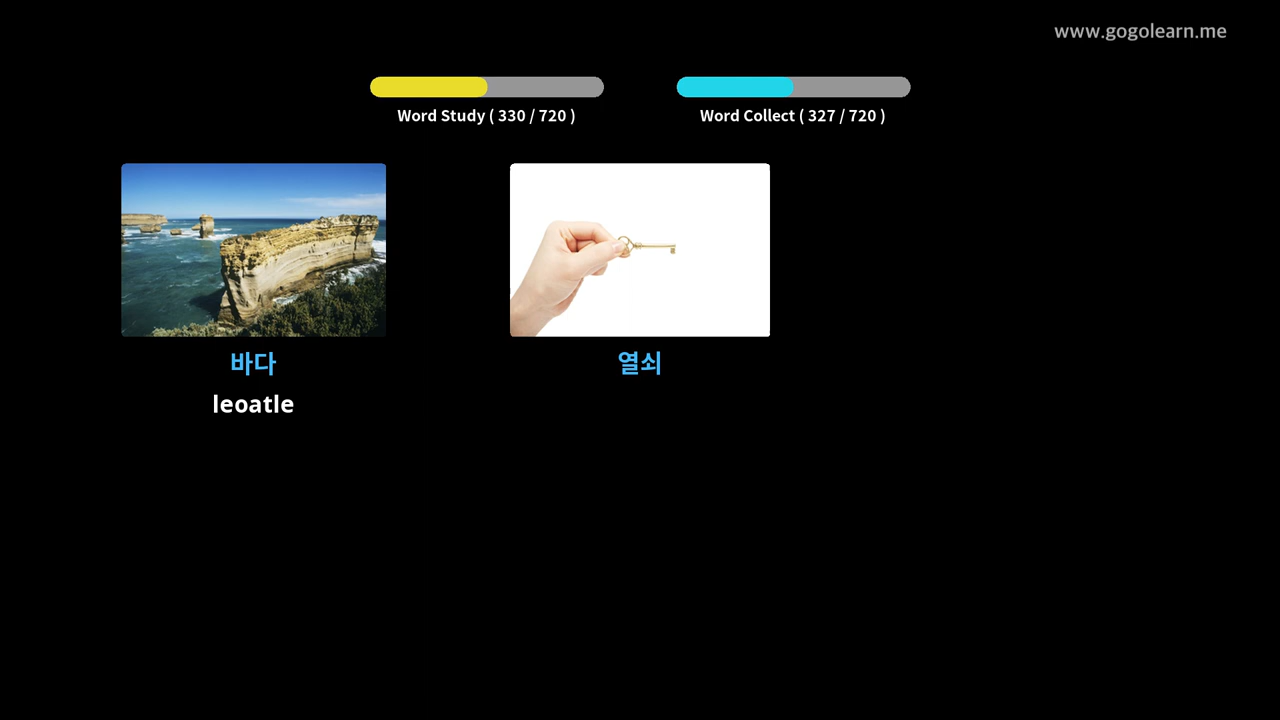 www.gogolearn.me
Word Study ( 330 / 720 )
Word Collect ( 327 / 720 )
바다
leoatle
열쇠